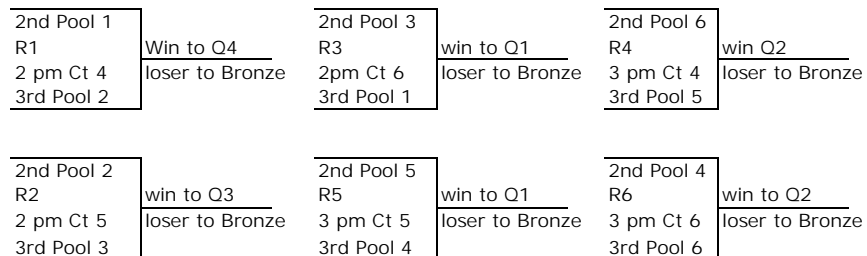 2nd Pool 1
R1
Win to Q4
2 pm Ct 4
loser to Bronze
3rd Pool 2
2nd Pool 3
R3
win to Q1
2pm Ct 6
loser to Bronze
3rd Pool 1
2nd Pool 6
R4
win Q2
3 pm Ct 4
loser to Bronze
3rd Pool 5
2nd Pool 2
R2
win to Q3
2 pm Ct 5
loser to Bronze
3rd Pool 3
2nd Pool 5
R5
win to Q1
3 pm Ct 5
loser to Bronze
3rd Pool 4
2nd Pool 4
R6
win to Q2
3 pm Ct 6
loser to Bronze
3rd Pool 6